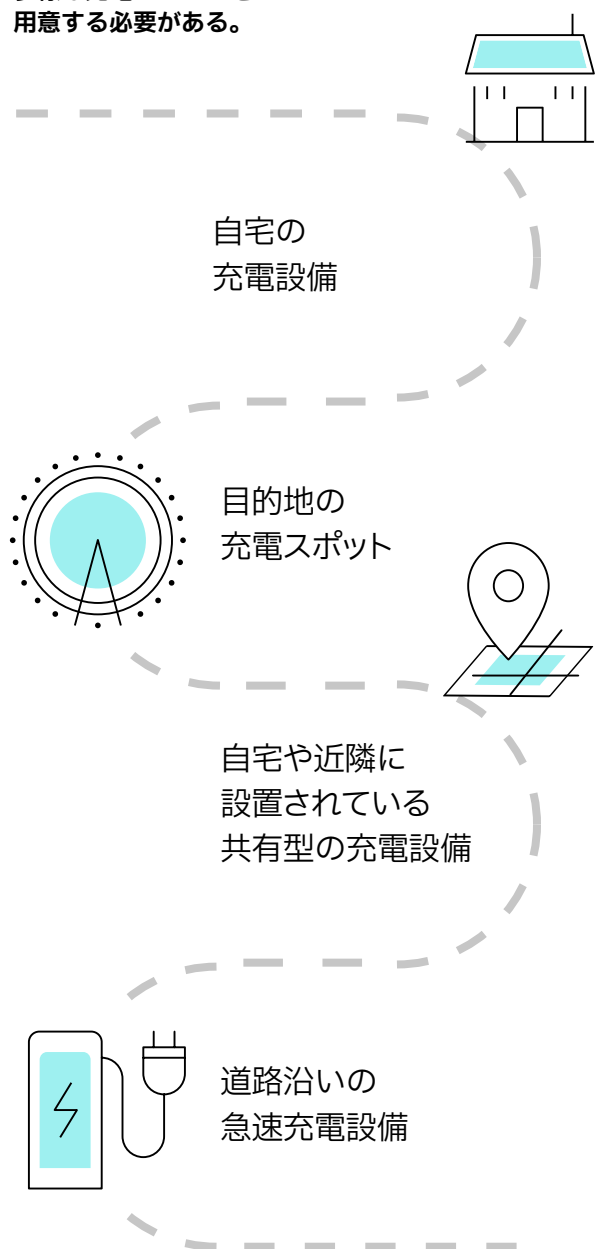 用意する必要がある。
自宅の
充電設備
目的地の
充電スポット
自宅や近隣に
設置されている
共有型の充電設備
道路沿いの
急速充電設備